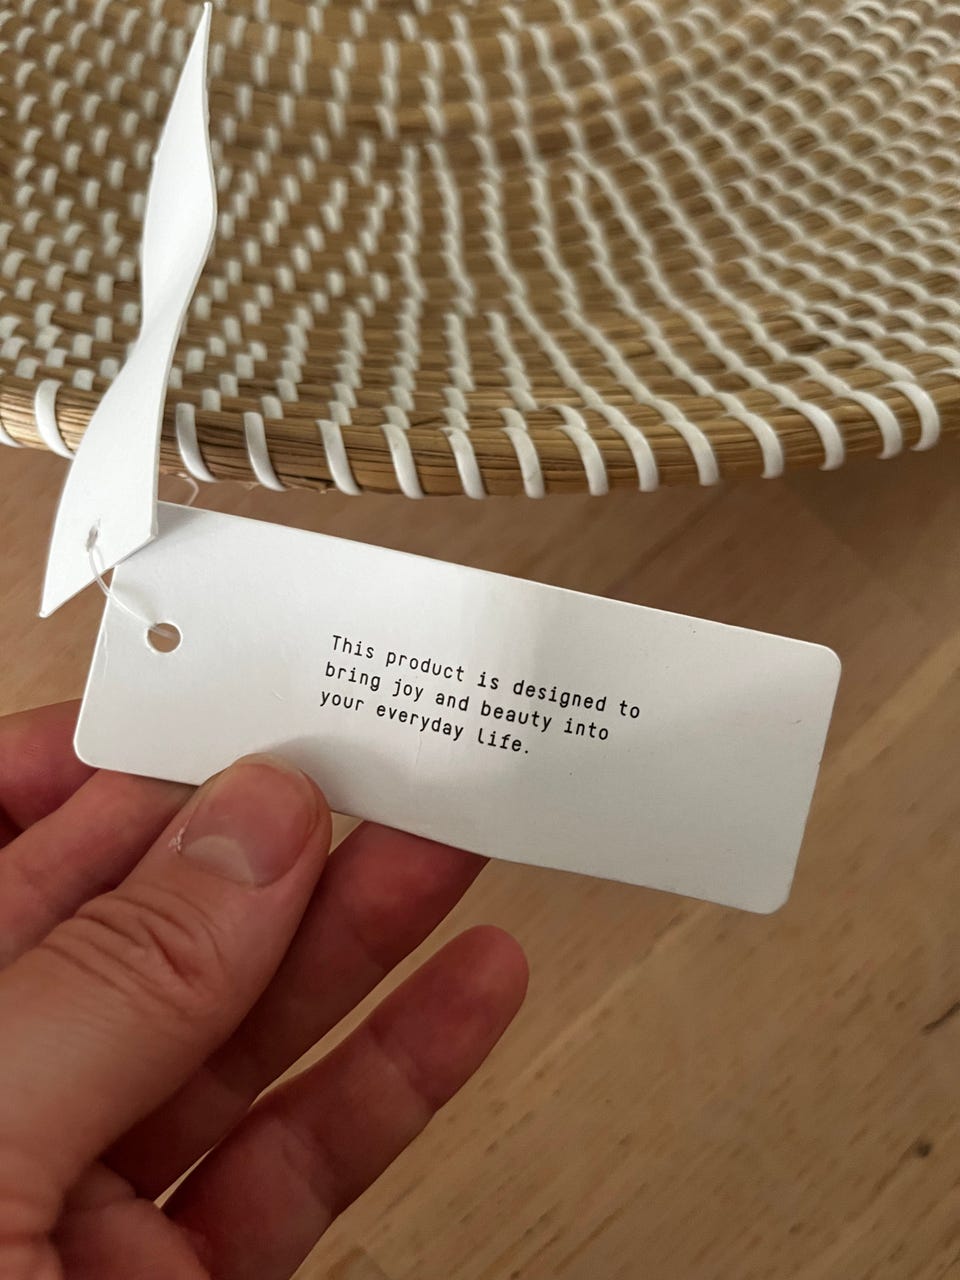 This product is designed to
bring joy and beauty into
your everyday life.